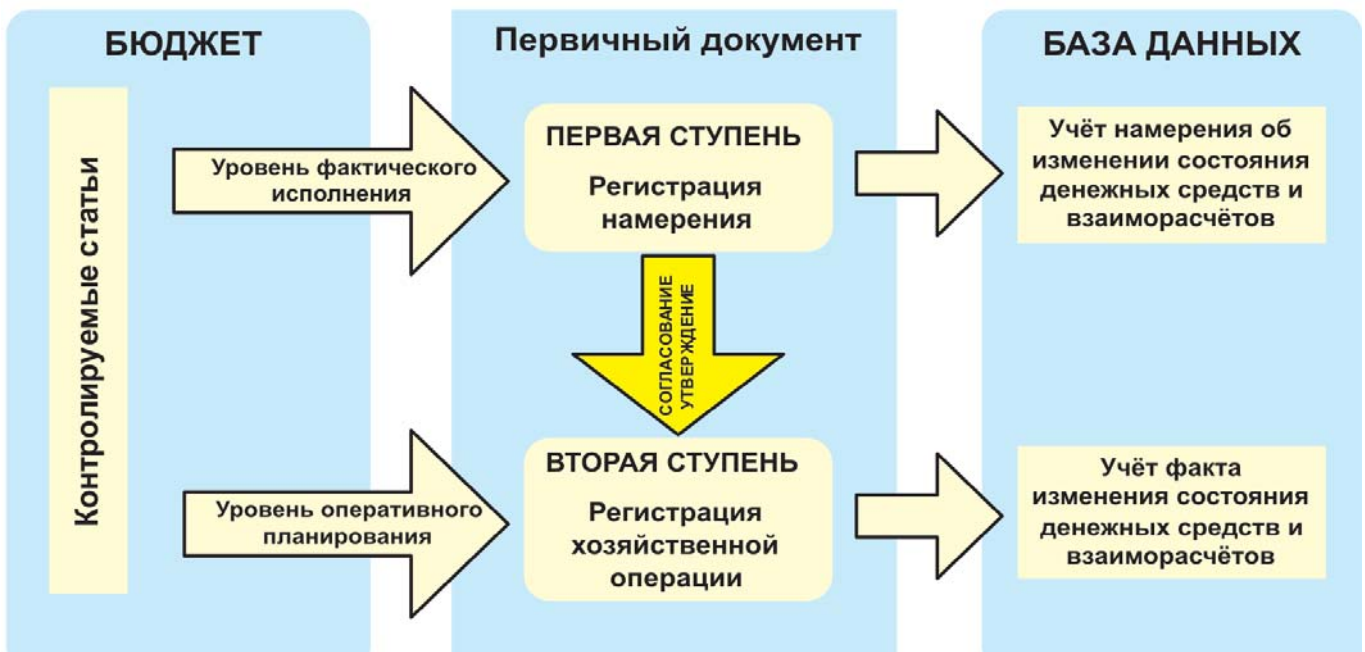 БЮДЖЕТ
Контролируемые статьи
Уровень фактического
исполнения
Уровень оперативного
планирования
Первичный документ
ПЕРВАЯ СТУПЕНЬ
Регистрация
намерения
СОГЛАСОВАНИЕ
УТВЕРЖДЕНИЕ
ВТОРАЯ СТУПЕНЬ
Регистрация
хозяйственной
операции
БАЗА ДАННЫХ
Учёт намерения об
изменении состояния
денежных средств и
взаиморасчётов
Учёт факта
изменения состояния
денежных средств и
взаиморасчётов